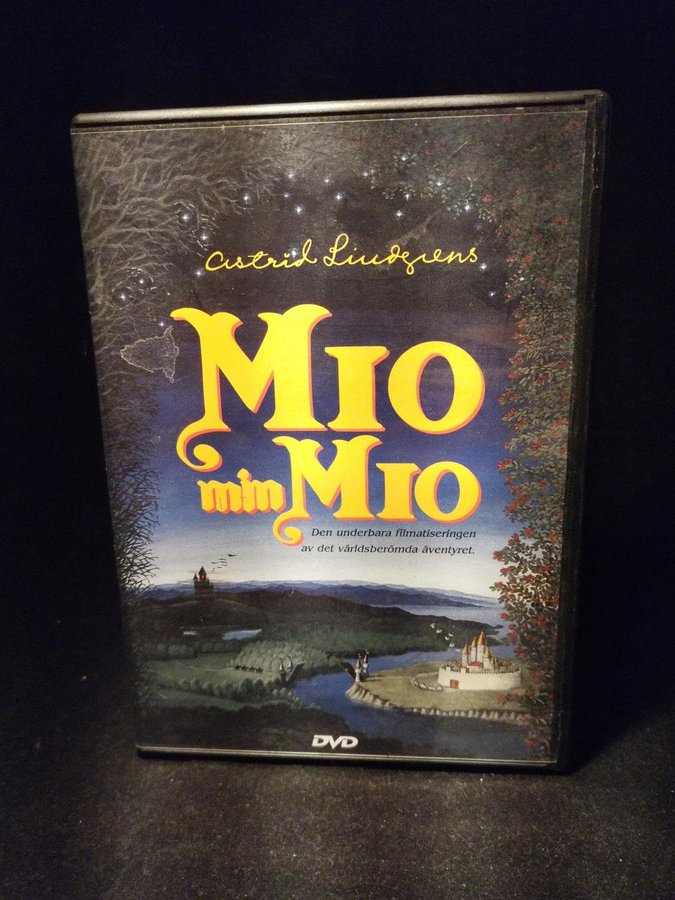 Astrid Lindgrens
MIO
min MIO
Den underbara filmatiseringen
av det världsberömda äventyret.
DVD